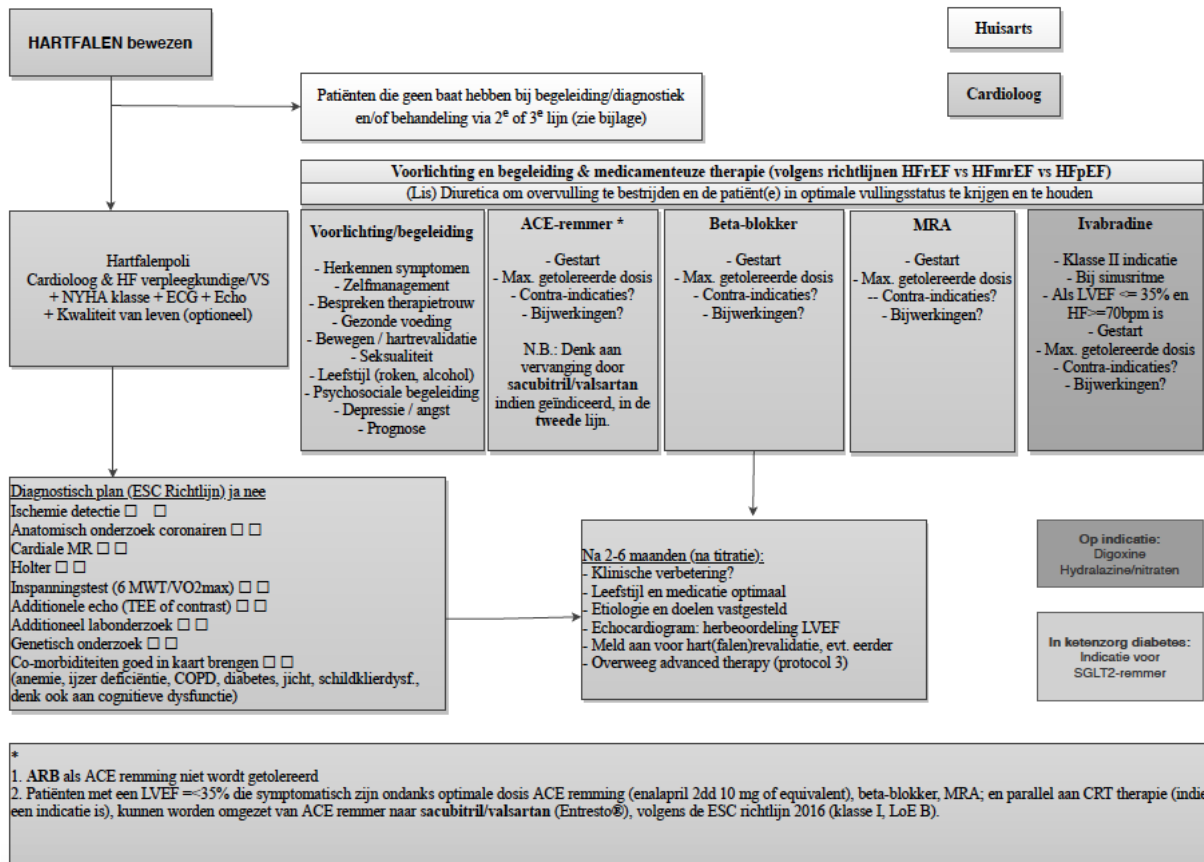 HARTFALEN bewezen
Huisarts
Cardioloog
Patiënten die geen baat hebben bij begeleiding/diagnostiek
en/of behandeling via 2e of 3e lijn (zie bijlage)
Voorlichting en begeleiding & medicamenteuze therapie (volgens richtlijnen HFrEF vs HFmrEF vs HFpEF)
(Lis) Diuretica om overvulling te bestrijden en de patiënt(e) in optimale vullingsstatus te krijgen en te houden
Hartfalenpoli
Cardioloog & HF verpleegkundige/VS
+ NYHA klasse + ECG + Echo
+ Kwaliteit van leven (optioneel)
Voorlichting/begeleiding
- Herkennen symptomen
- Zelfmanagement
- Bespreken therapietrouw
- Gezonde voeding
- Bewegen / hartrevalidatie
- Seksualiteit
- Leefstijl (roken, alcohol)
- Psychosociale begeleiding
- Depressie / angst
- Prognose
ACE-remmer *
- Gestart
- Max. getolereerde dosis
- Contra-indicaties?
- Bijwerkingen?
N.B.: Denk aan
vervanging door
sacubitril/valsartan
indien geïndiceerd, in de
tweede lijn.
Beta-blokker
- Gestart
- Max. getolereerde dosis
- Contra-indicaties?
- Bijwerkingen?
MRA
- Gestart
- Max. getolereerde dosis
-- Contra-indicaties?
- Bijwerkingen?
Ivabradine
- Klasse II indicatie
- Bij sinusritme
- Als LVEF <= 35% en
HF>=70bpm is
- Gestart
- Max. getolereerde dosis
- Contra-indicaties?
- Bijwerkingen?
Diagnostisch plan (ESC Richtlijn) ja nee
Ischemie detectie ☐ ☐
Anatomisch onderzoek coronairen ☐ ☐
Cardiale MR ☐ ☐
Holter ☐ ☐
Inspanningstest (6 MWT/VO2max) ☐ ☐
Additionele echo (TEE of contrast) ☐ ☐
Additioneel labonderzoek ☐ ☐
Genetisch onderzoek ☐ ☐
Co-morbiditeiten goed in kaart brengen ☐ ☐
(anemie, ijzer deficiëntie, COPD, diabetes, jicht, schildklierdysf.,
denk ook aan cognitieve dysfunctie)
Na 2-6 maanden (na titratie):
- Klinische verbetering?
- Leefstijl en medicatie optimaal
- Etiologie en doelen vastgesteld
- Echocardiogram: herbeoordeling LVEF
- Meld aan voor hart(falen)revalidatie, evt. eerder
- Overweeg advanced therapy (protocol 3)
Op indicatie:
Digoxine
Hydralazine/nitraten
In ketenzorg diabetes:
Indicatie voor
SGLT2-remmer
*
1. ARB als ACE remming niet wordt getolereerd
2. Patiënten met een LVEF =<35% die symptomatisch zijn ondanks optimale dosis ACE remming (enalapril 2dd 10 mg of equivalent), beta-blokker, MRA; en parallel aan CRT therapie (indie
een indicatie is), kunnen worden omgezet van ACE remmer naar sacubitril/valsartan (Entresto®), volgens de ESC richtlijn 2016 (klasse I, LoE B).